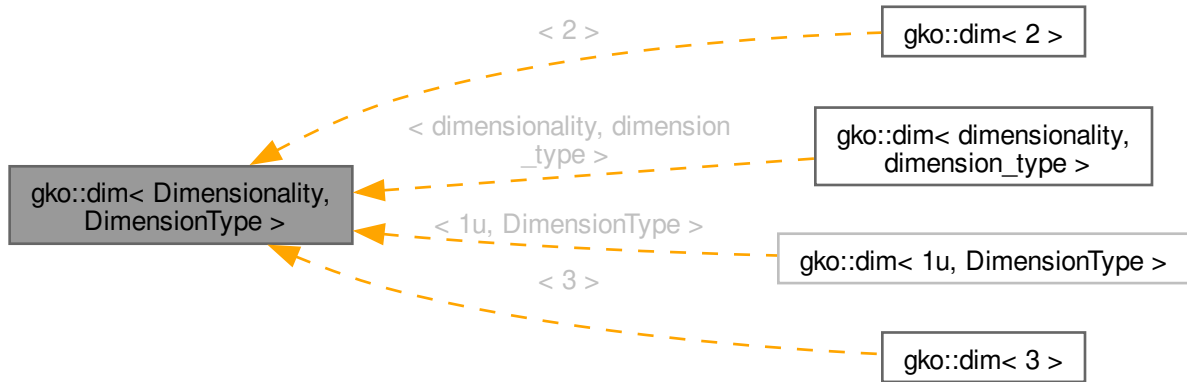 < 2 >
gko::dim< 2 >
< dimensionality, dimension
_type >
gko::dim< dimensionality,
dimension_type >
gko::dim< Dimensionality,
DimensionType >
< 1u, DimensionType >
gko::dim< 1u, DimensionType >
< 3 >
gko::dim< 3 >